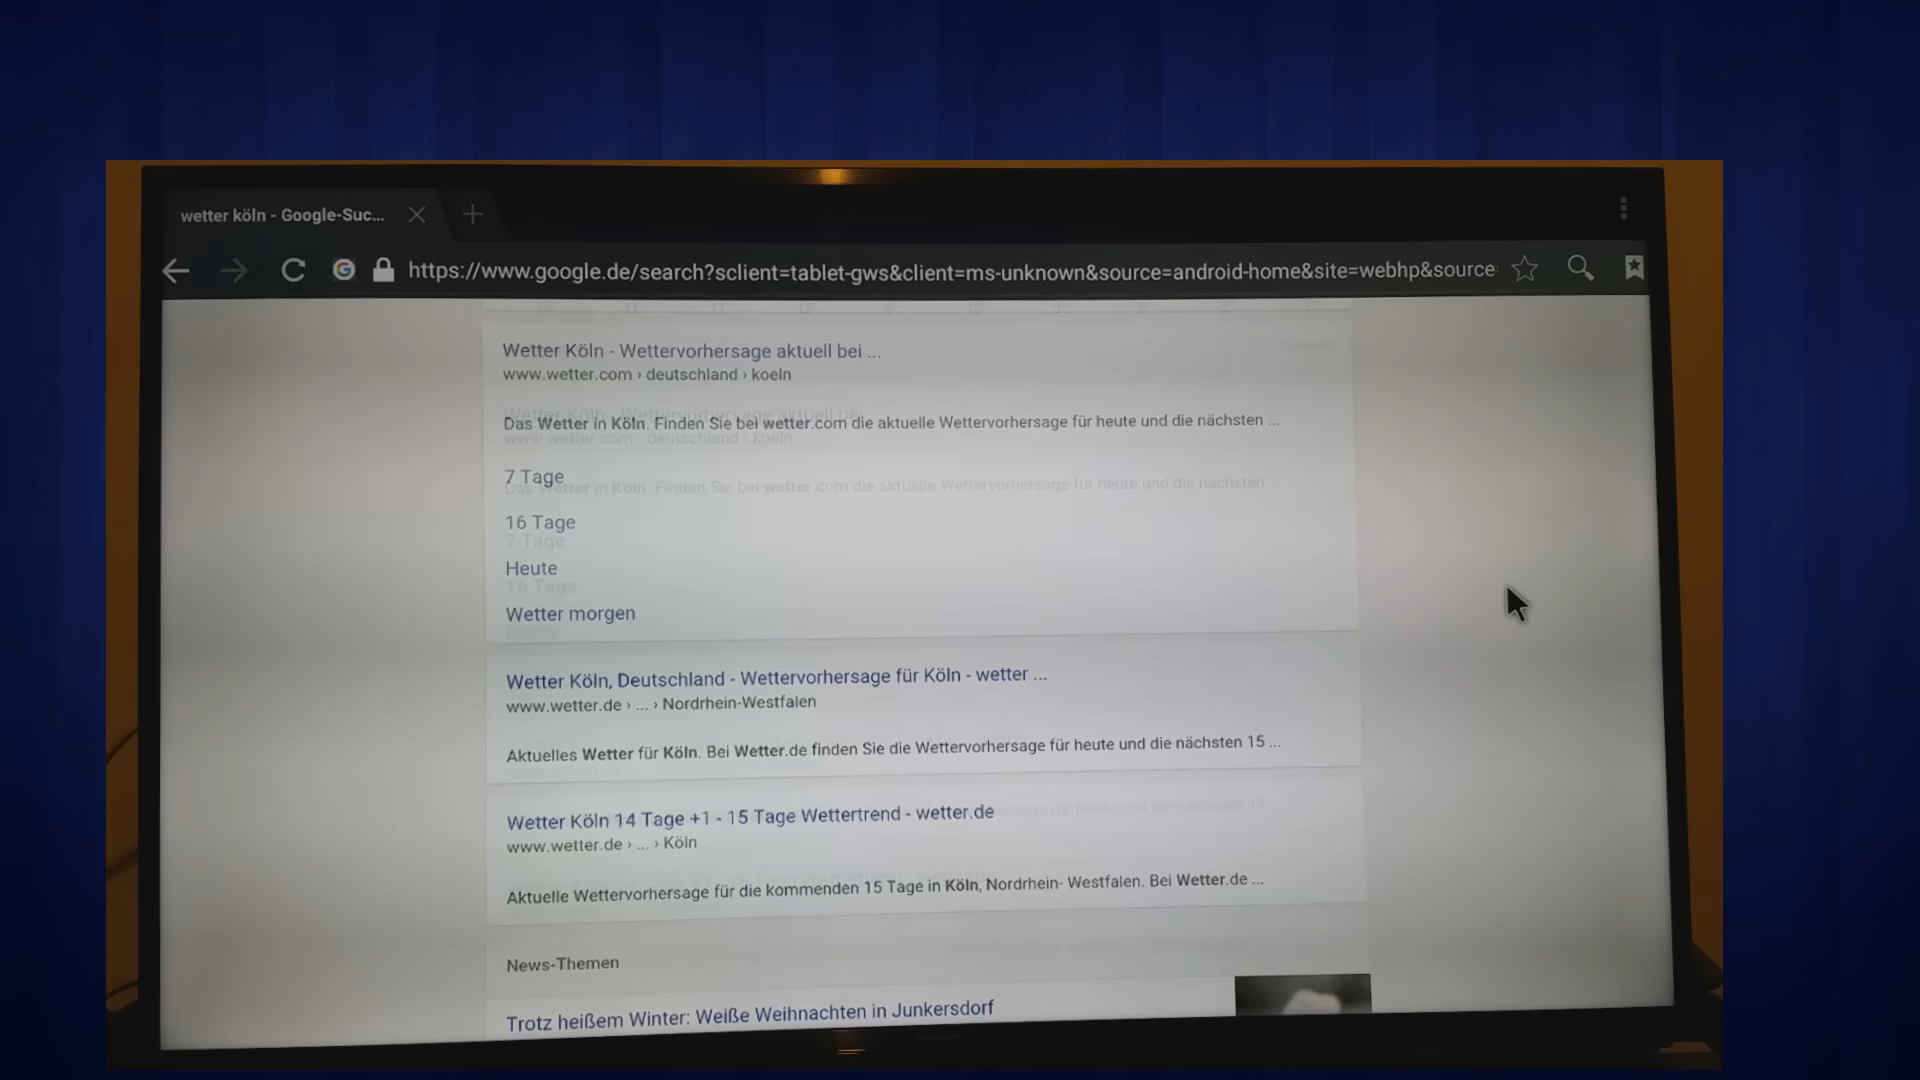 wetter köln - Google-Suc...
https://www.google.de/search?sclient=tablet-gws&client=ms-unknown&source=android-home&site=webhp&source
Wetter Köln - Wettervorhersage aktuell bei ...
www.wetter.com › deutschland › koeln
Das Wetter in Köln. Finden Sie bei wetter.com die aktuelle Wettervorhersage für heute und die nächsten ...
7 Tage
16 Tage
Heute
Wetter morgen
Wetter Köln, Deutschland - Wettervorhersage für Köln - wetter ...
www.wetter.de › ... › Nordrhein-Westfalen
Aktuelles Wetter für Köln. Bei Wetter.de finden Sie die Wettervorhersage für heute und die nächsten 15 ...
Wetter Köln 14 Tage +1 - 15 Tage Wettertrend - wetter.de
www.wetter.de › ... › Köln
Aktuelle Wettervorhersage für die kommenden 15 Tage in Köln, Nordrhein- Westfalen. Bei Wetter.de ...
News-Themen
Trotz heißem Winter: Weiße Weihnachten in Junkersdorf